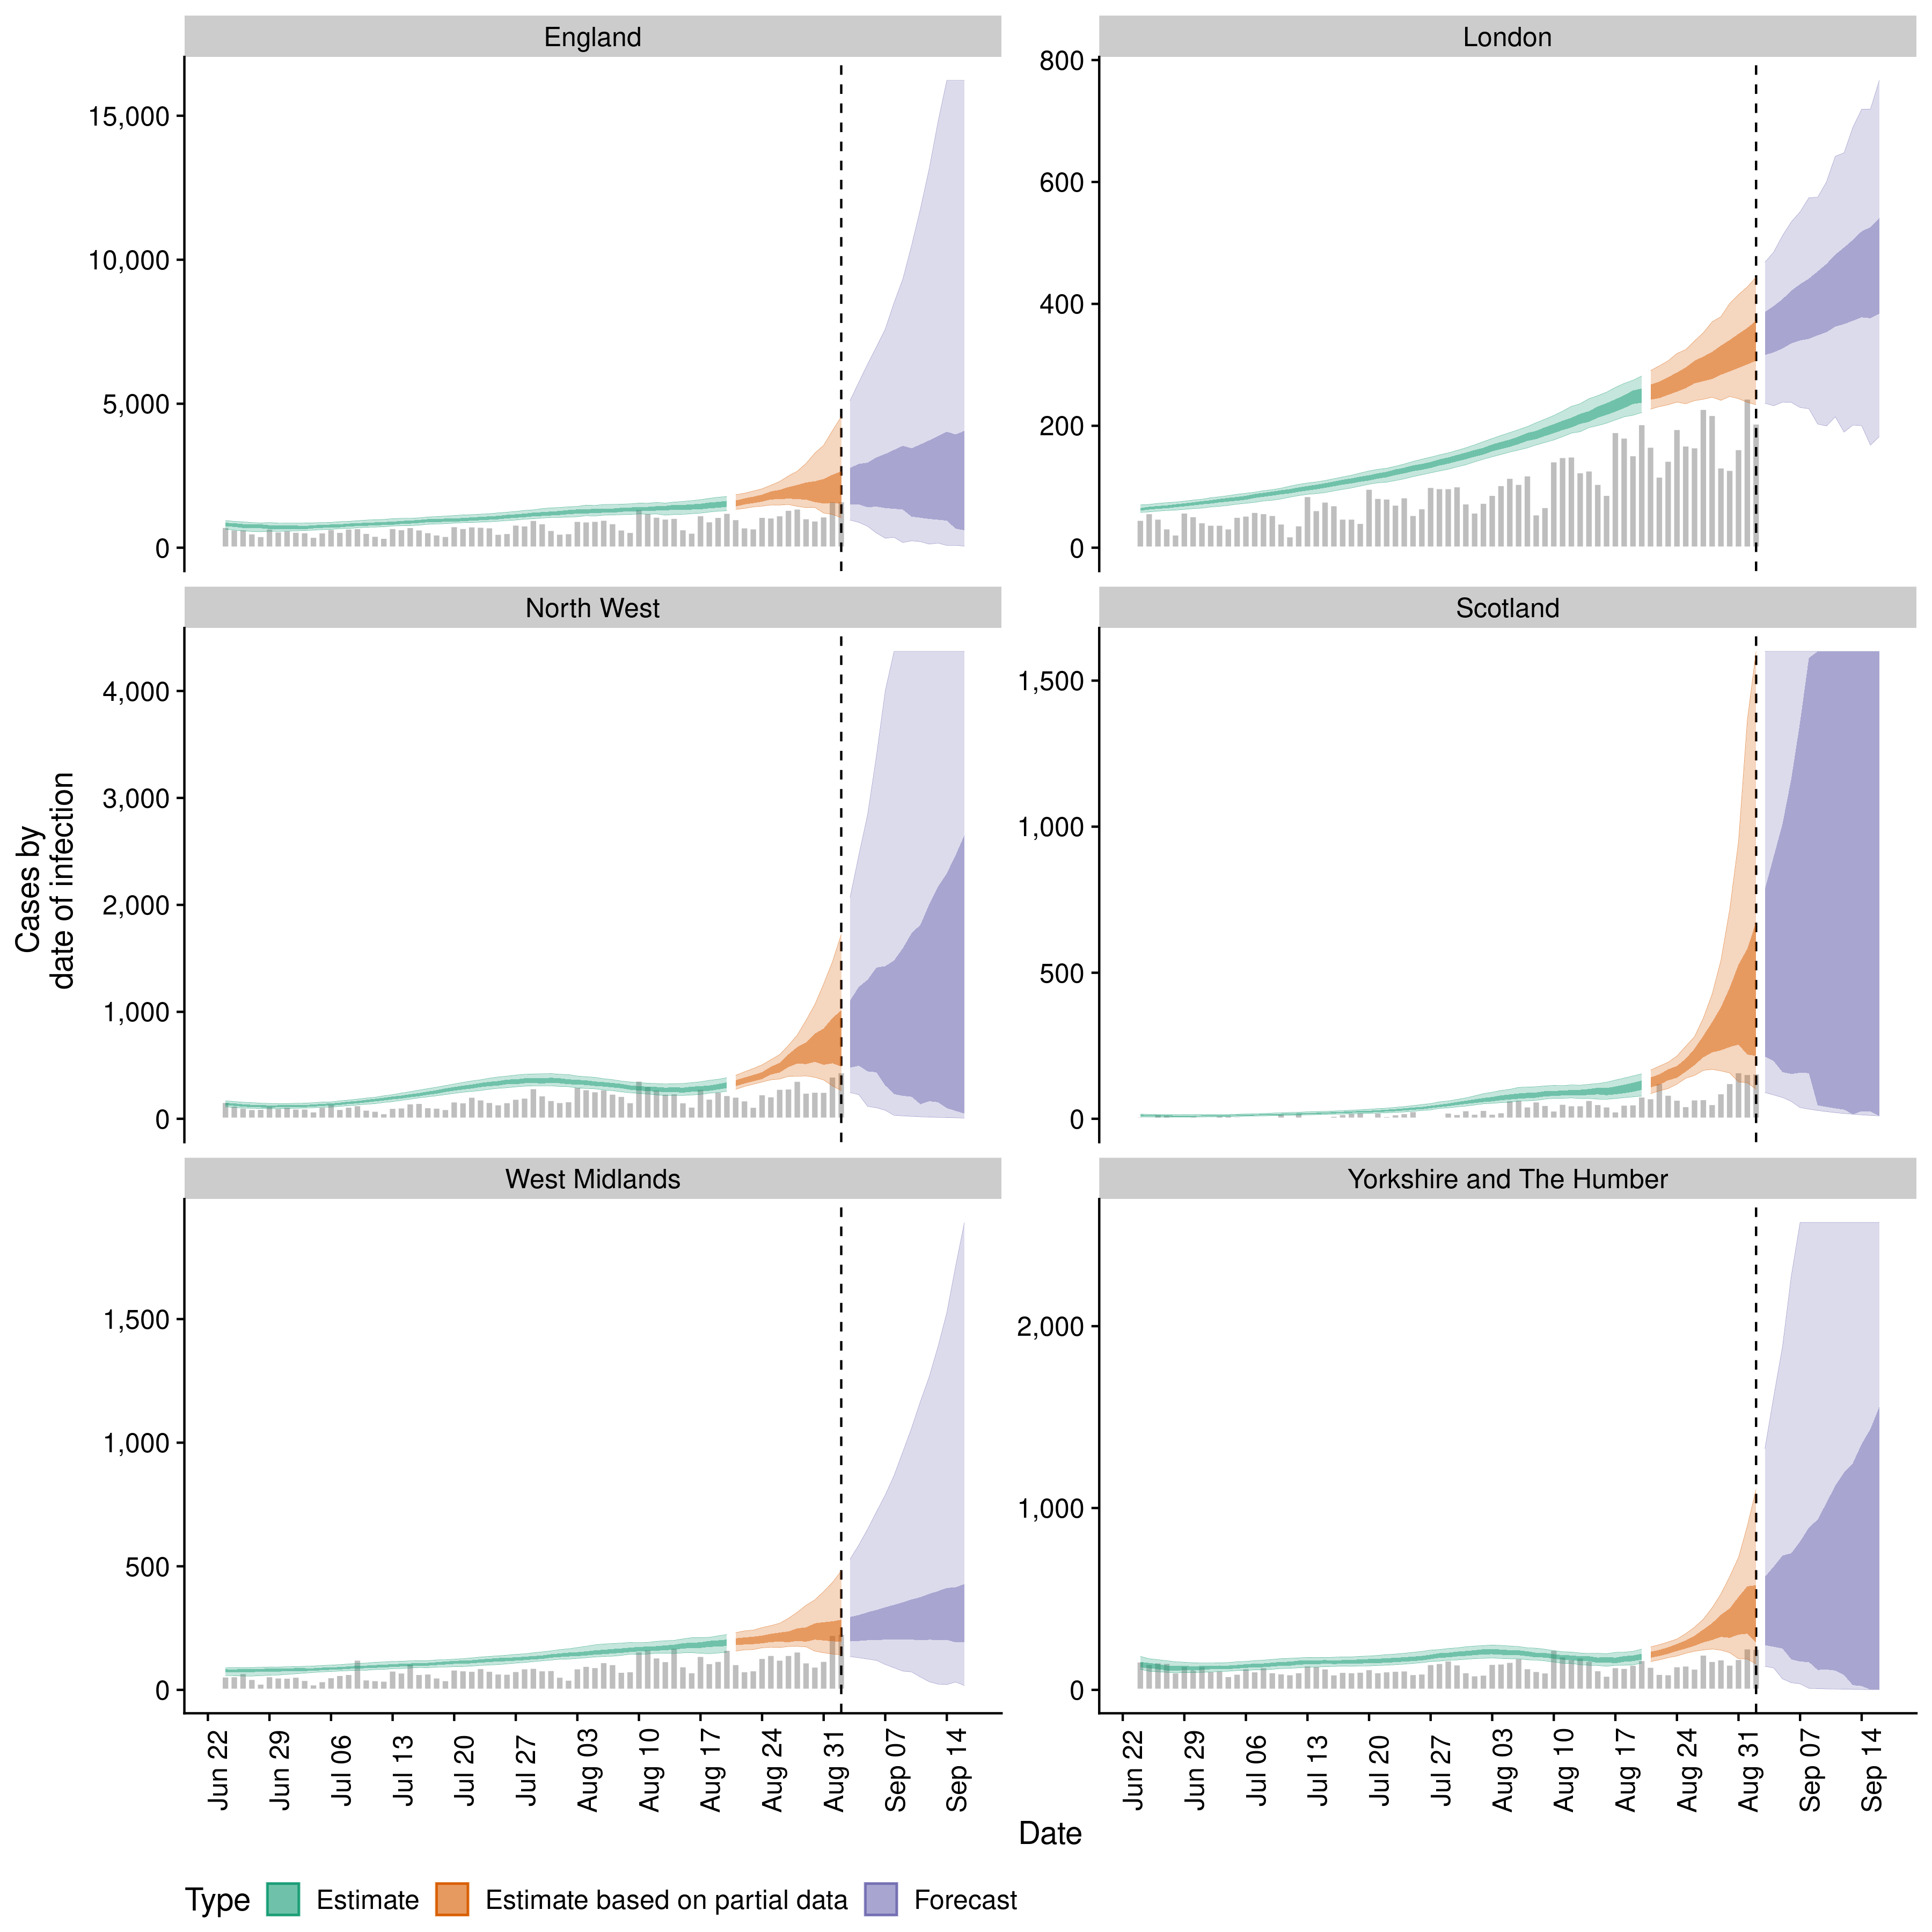 England
London
15,000
10,000
5,000
0
800
600
400
200
0
North West
Scotland
4,000
3,000
2,000
1,000
0
1,500
1,000
500
0
West Midlands
Yorkshire and The Humber
1,500
1,000
500
0
2,000
1,000
0
Cases by
date of infection
Jun 22
Jun 29
Jul 06
Jul 13
Jul 20
Jul 27
Aug 03
Aug 10
Aug 17
Aug 24
Aug 31
Sep 07
Sep 14
Jun 22
Jun 29
Jul 06
Jul 13
Jul 20
Jul 27
Aug 03
Aug 10
Aug 17
Aug 24
Aug 31
Sep 07
Sep 14
Date
Type Estimate Estimate based on partial data Forecast